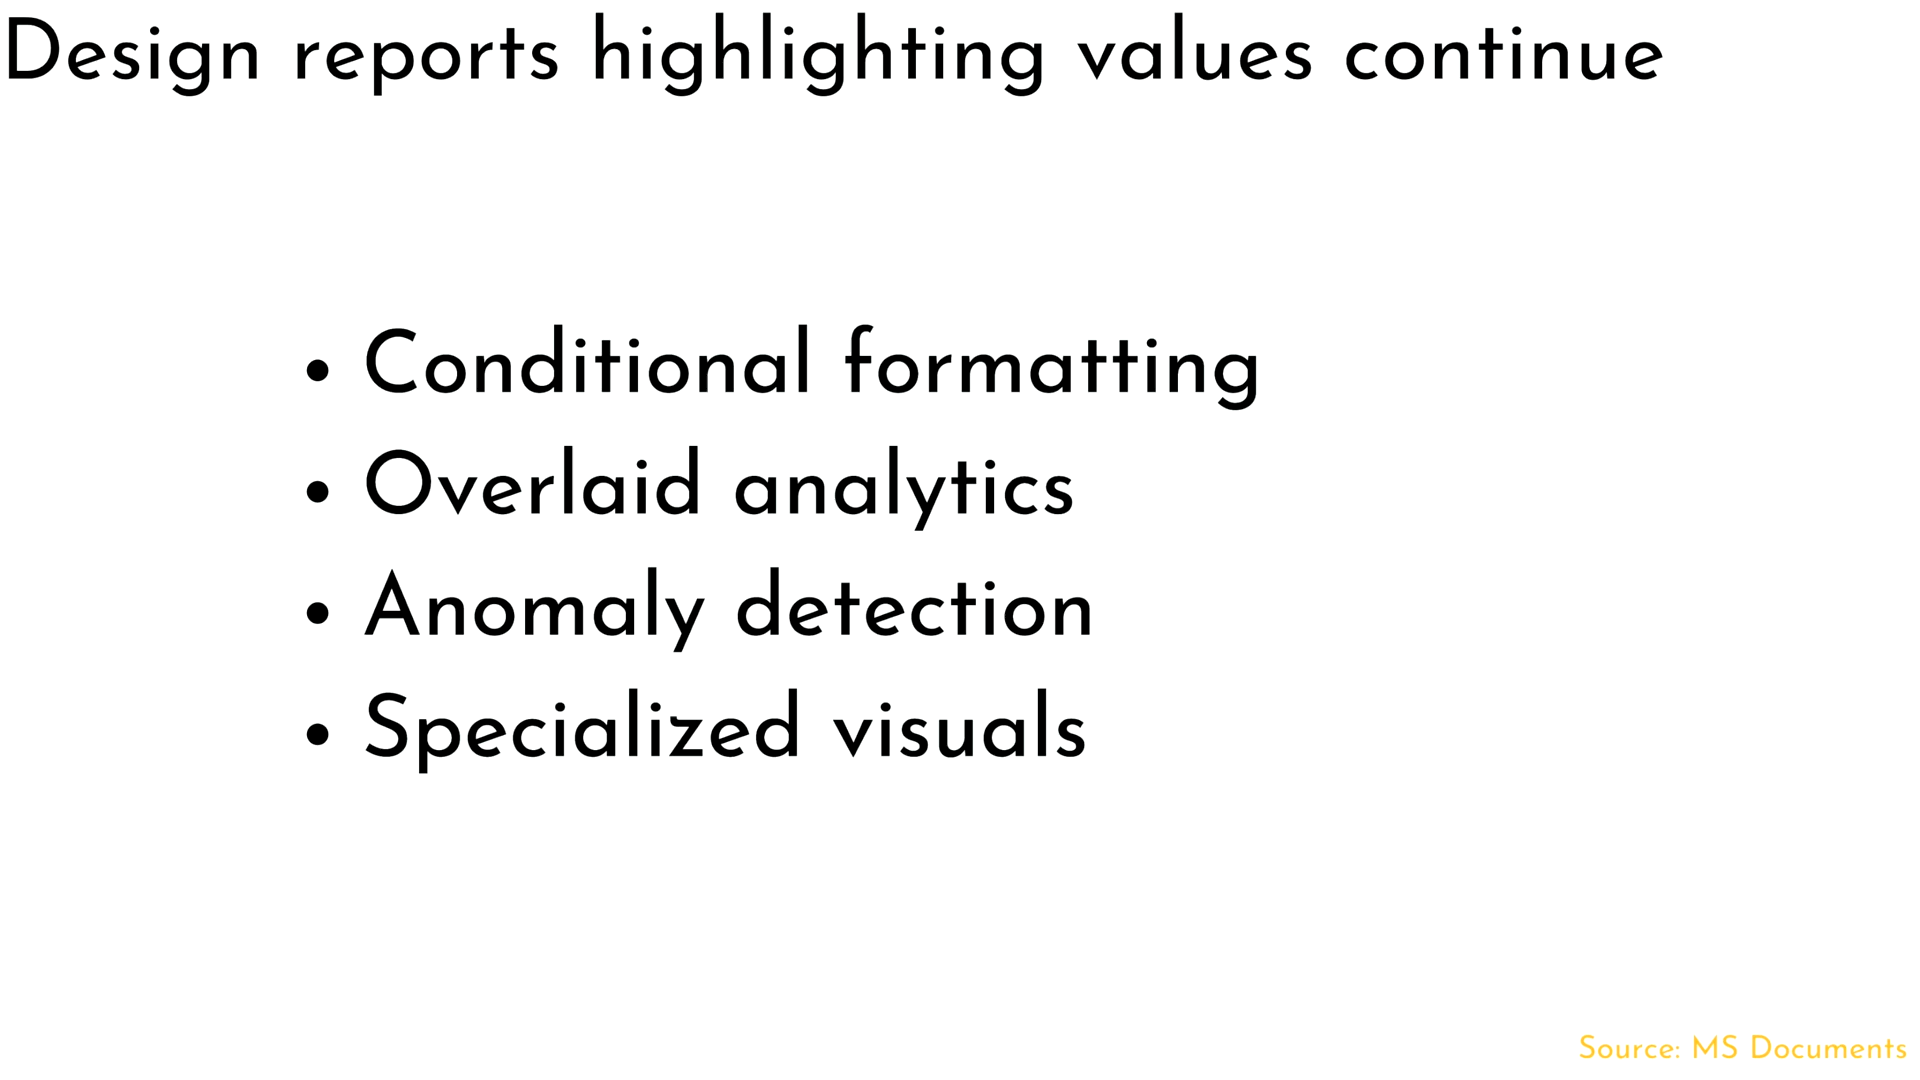 Design reports highlighting values continue
• Conditional formatting
• Overlaid analytics
• Anomaly detection
• Specialized visuals
Source: MS Documents